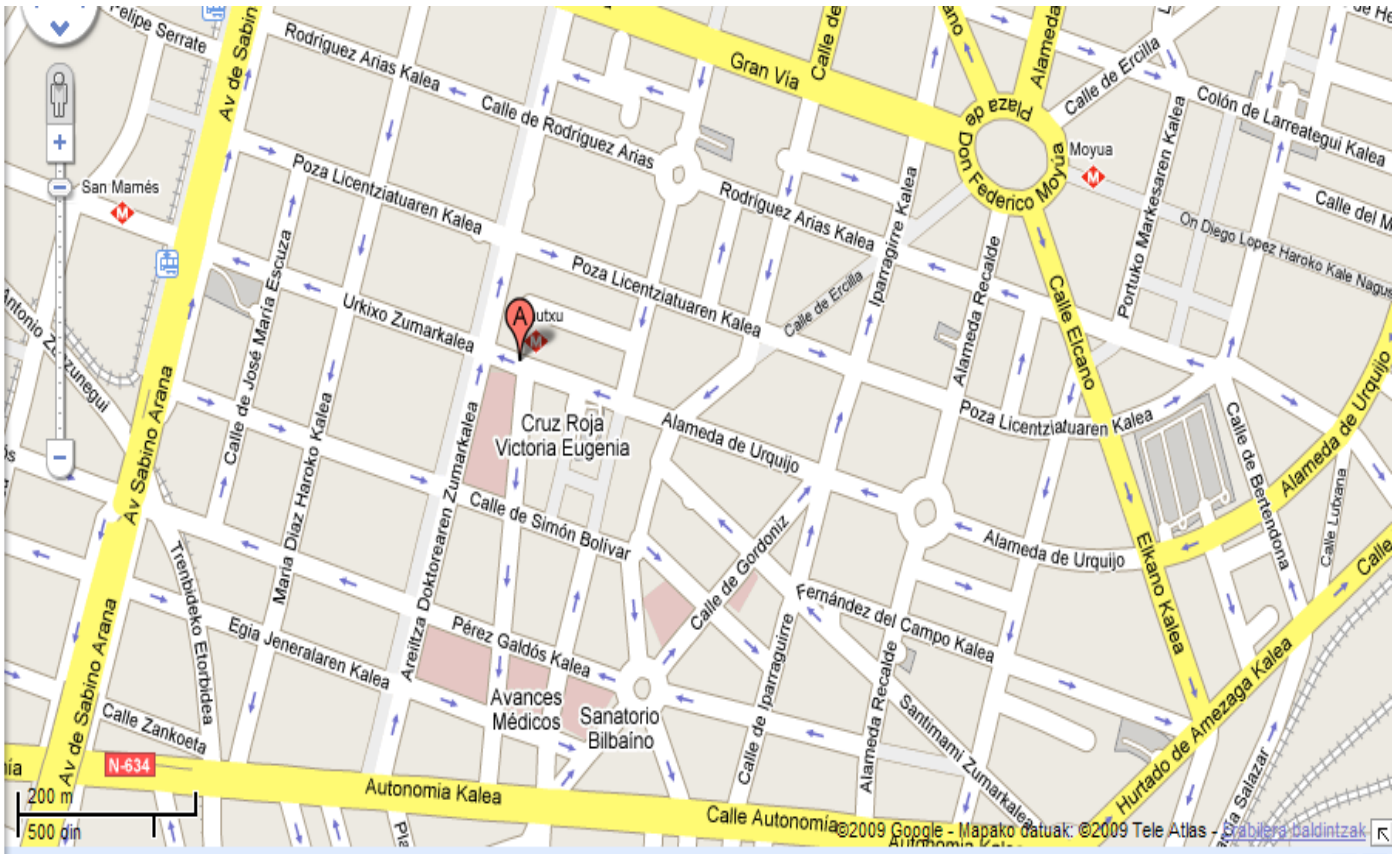 Felipe Serrate
Av de Sabin
Rodríguez Arias Kalea
Calle de Rodríguez Arias
Gran Vía
Calle de
Alameda
Plaza de Don Federico Moyúa
Calle de Ercilla
Colón de Larreategui Kalea
Moyua
San Mamés
Poza Licentziatuaren Kalea
Rodríguez Arias Kalea
Iparragirre Kalea
Portuko Markesaren Kalea
Calle del M
On Diego Lopez Haroko Kale Nagus
Calle de José María Escuza
Urkixo Zumarkalea
Poza Licentziatuaren Kalea
Calle de Ercilla
Alameda Recalde
Calle Elcano
A
utxu
Av Sabino Arana
Maria Diaz Haroko Kalea
Areiltza Doktorearen Zumarkalea
Cruz Roja
Victoria Eugenia
Alameda de Urquijo
Poza Licentziatuaren Kalea
Calle de Bertendona
Alameda de Urquijo
Calle Lutxana
Calle de Simón Bolívar
Calle de Gordoniz
Alameda de Urquijo
Elkano Kalea
Calle
Trenbideko Etorbidea
Av de Sabino Arana
Egia Jeneralaren Kalea
Pérez Galdós Kalea
Fernández del Campo Kalea
Calle de Iparraguirre
Alameda Recalde
Avances
Médicos
Sanatorio
Bilbaíno
Santimami Zumarkalea
Hurtado de Amezaga Kalea
Calle Zankoeta
N-634
Autonomia Kalea
Calle Autonomía
Autonomia Kalea
Salazar
200 m
500 oin
©2009 Google - Mapako datuak: ©2009 Tele Atlas - Erabilera baldintzak